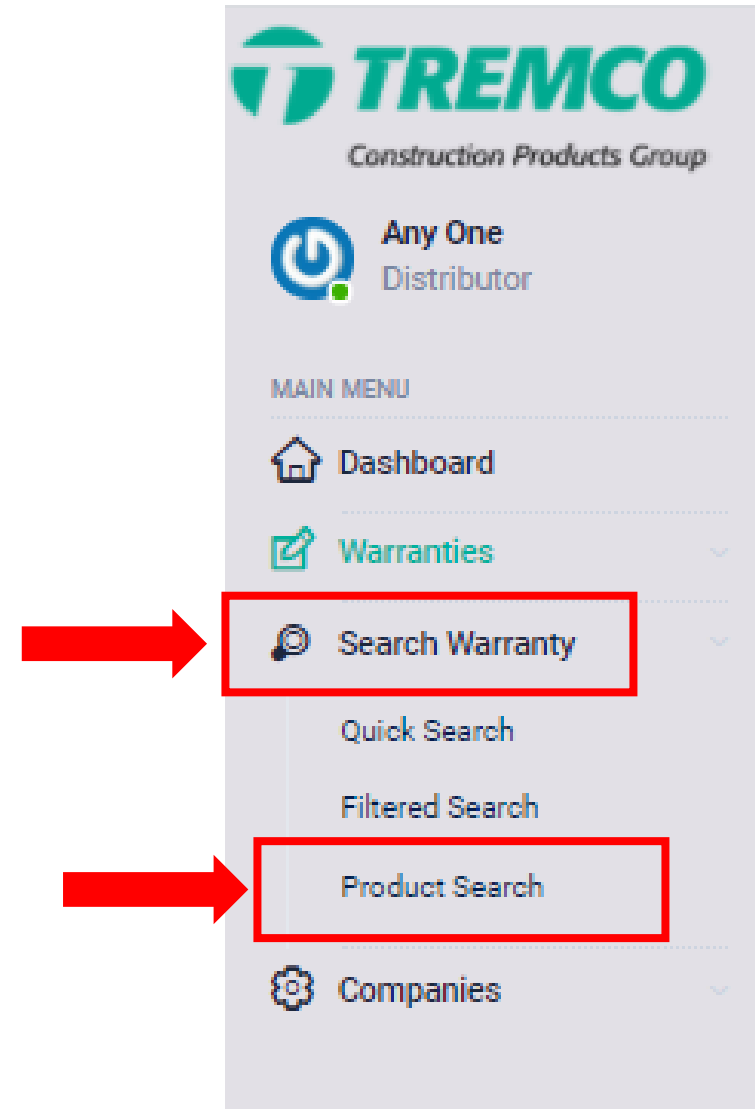 TREMCO
Construction Products Group
Any One
Distributor
MAIN MENU
Dashboard
Warranties
Search Warranty
Quick Search
Filtered Search
Product Search
Companies